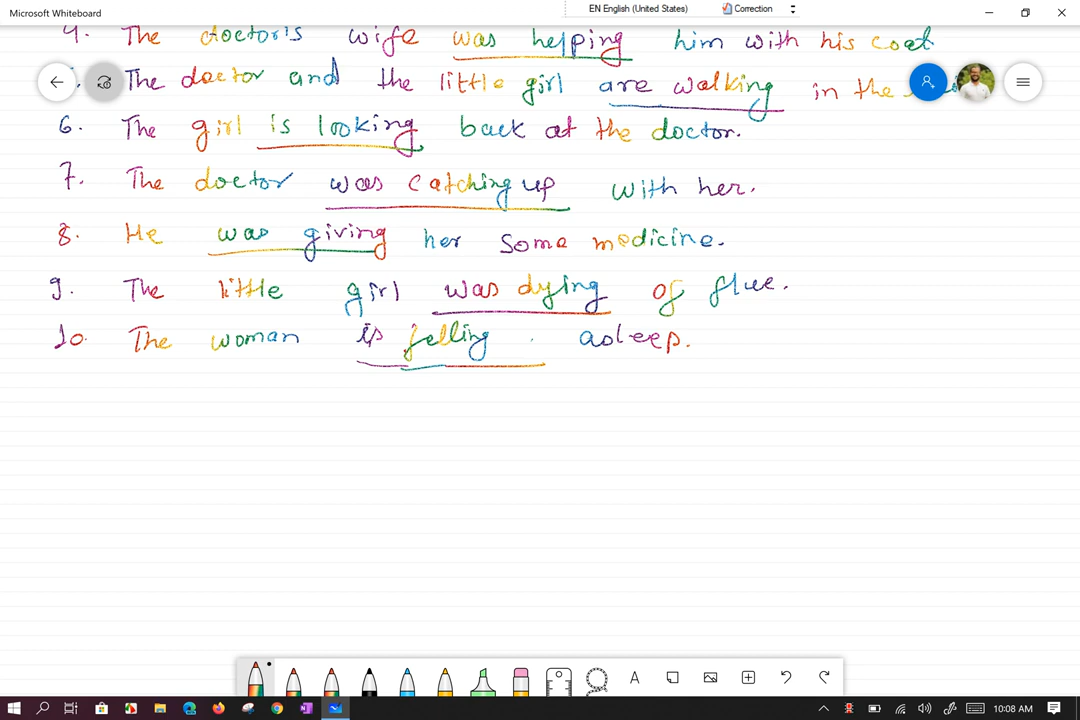 Microsoft Whiteboard
EN English (United States) Correction
4. The doctor's wife was helping him with his coat
The doctor and the little girl are walking in the
6. The girl is looking back at the doctor.
7. The doctor was catching up with her.
8. He was giving her some medicine.
9. The little girl was dying of flue.
10. The woman is felling asleep.
A
10:08 AM